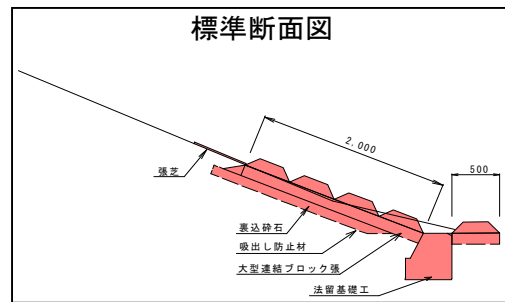 標準断面図
2,000
500
張芝
裏込砕石
吸出し防止材
大型連結ブロック張
法留基礎工